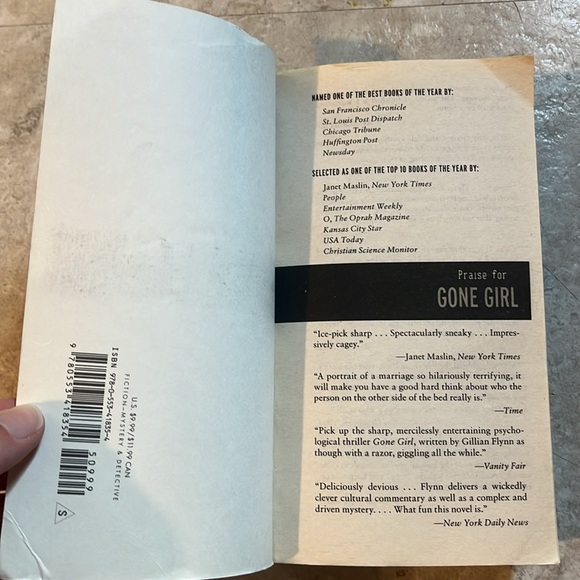 ISBN 978-0-553-41835-4
9 780553 418354
50999
FICTION—MYSTERY & DETECTIVE
U.S. $9.99/$11.99 CAN
S
NAMED ONE OF THE BEST BOOKS OF THE YEAR BY:
San Francisco Chronicle
St. Louis Post Dispatch
Chicago Tribune
Huffington Post
Newsday
SELECTED AS ONE OF THE TOP 10 BOOKS OF THE YEAR BY:
Janet Maslin, New York Times
People
Entertainment Weekly
O, The Oprah Magazine
Kansas City Star
USA Today
Christian Science Monitor
Praise for
GONE GIRL
“Ice-pick sharp . . . Spectacularly sneaky . . . Impres-
sively cagey.”
—Janet Maslin, New York Times
“A portrait of a marriage so hilariously terrifying, it
will make you have a good hard think about who the
person on the other side of the bed really is.”
—Time
“Pick up the sharp, mercilessly entertaining psycho-
logical thriller Gone Girl, written by Gillian Flynn as
though with a razor, giggling all the while.”
—Vanity Fair
“Deliciously devious . . . Flynn delivers a wickedly
clever cultural commentary as well as a complex and
driven mystery. . . . What fun this novel is.”
—New York Daily News